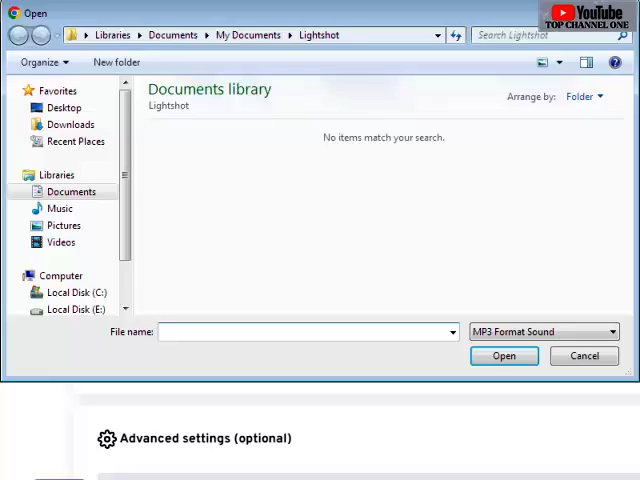 Open
YouTube
TOP CHANNEL ONE
Libraries
Documents
My Documents
Lightshot
Search Lightshot
Organize
New folder
Favorites
Desktop
Downloads
Recent Places
Libraries
Documents
Music
Pictures
Videos
Computer
Local Disk (C:)
Local Disk (E:)
Documents library
Lightshot
Arrange by: Folder
No items match your search.
File name:
MP3 Format Sound
Open
Cancel
Advanced settings (optional)